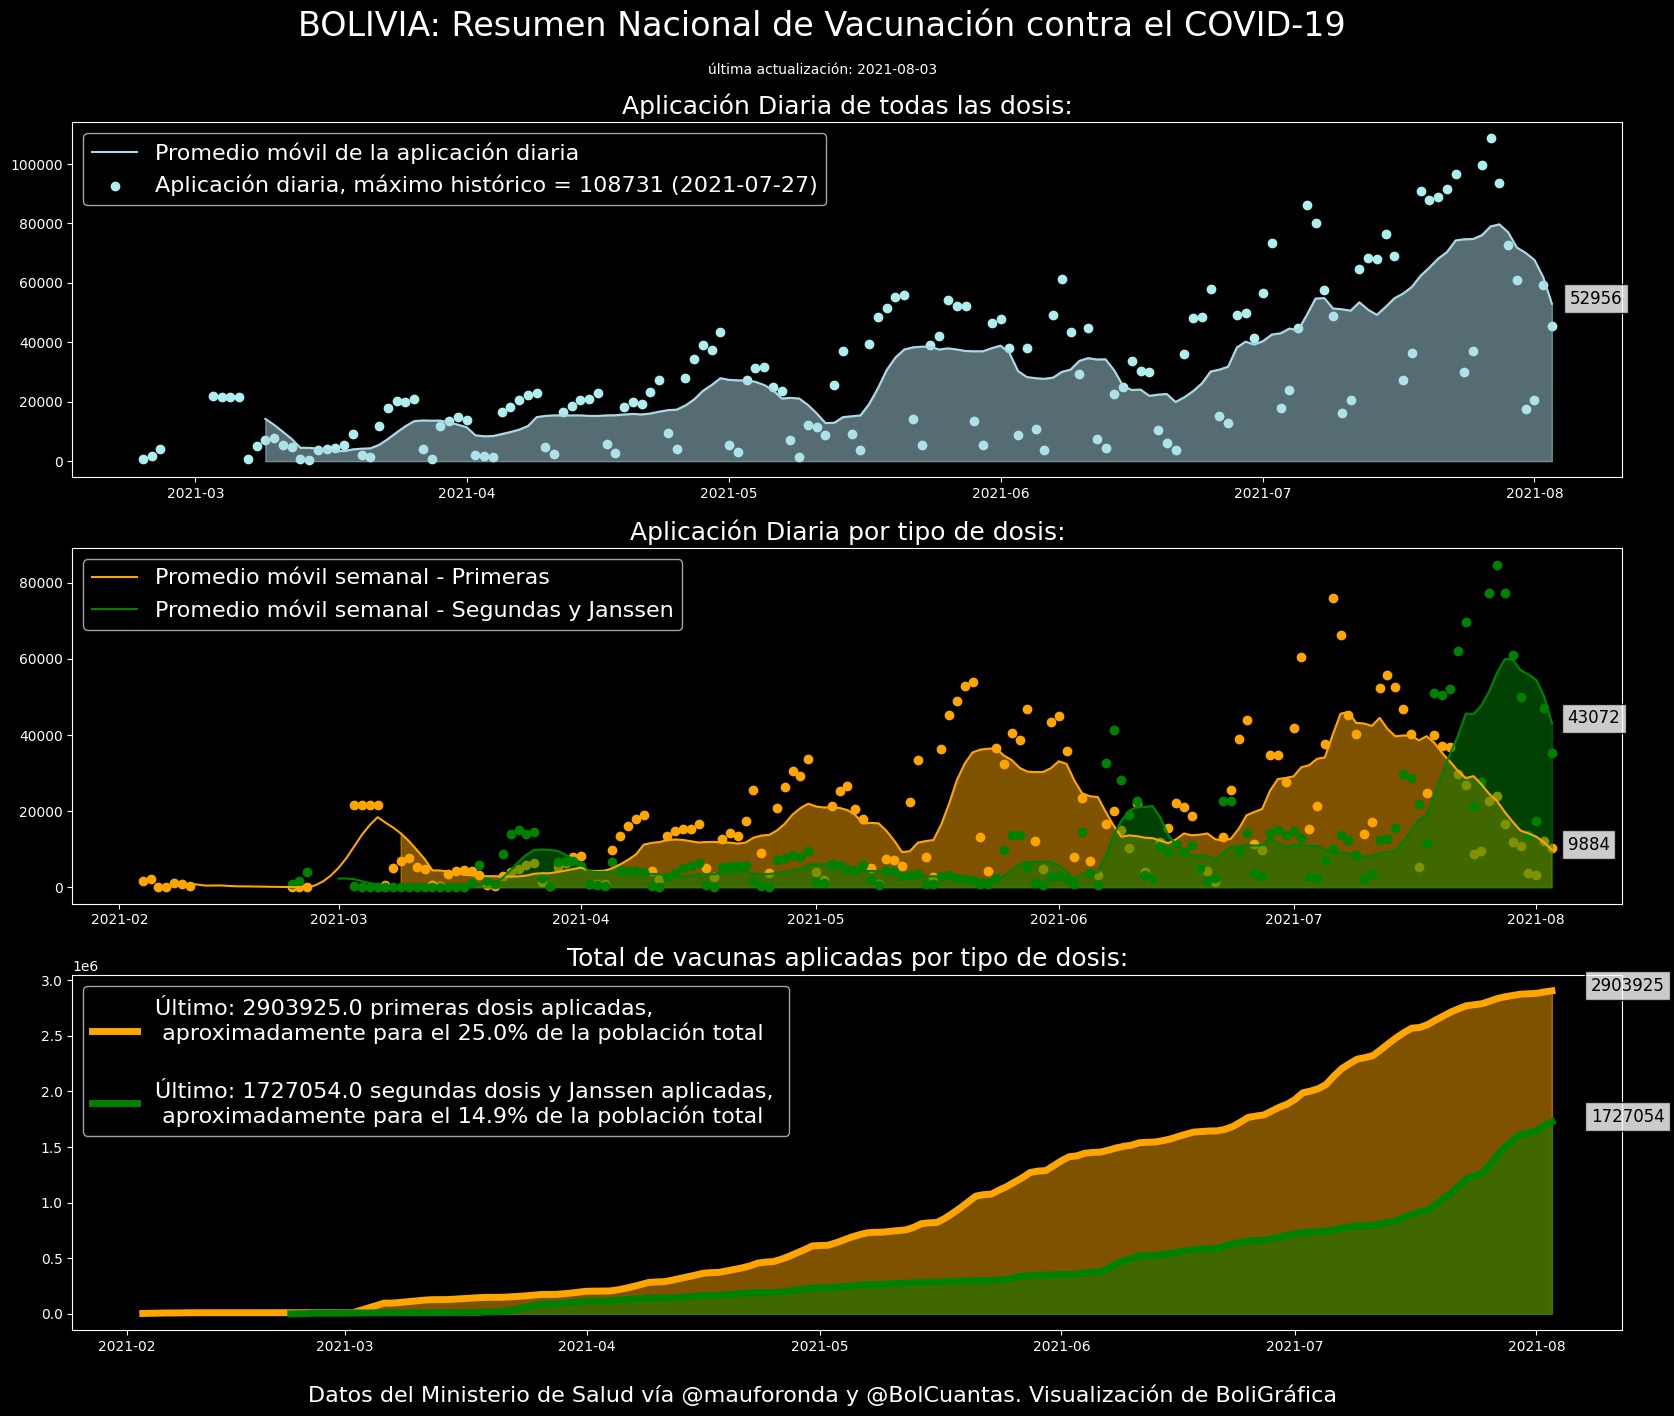 BOLIVIA: Resumen Nacional de Vacunación contra el COVID-19
última actualización: 2021-08-03
Aplicación Diaria de todas las dosis:
Promedio móvil de la aplicación diaria
Aplicación diaria, máximo histórico = 108731 (2021-07-27)
100000
80000
60000
40000
20000
0
52956
2021-03 2021-04 2021-05 2021-06 2021-07 2021-08
Aplicación Diaria por tipo de dosis:
Promedio móvil semanal - Primeras
Promedio móvil semanal - Segundas y Janssen
80000
60000
40000
20000
0
43072
9884
2021-02 2021-03 2021-04 2021-05 2021-06 2021-07 2021-08
Total de vacunas aplicadas por tipo de dosis:
1e6
Último: 2903925.0 primeras dosis aplicadas,
aproximadamente para el 25.0% de la población total
Último: 1727054.0 segundas dosis y Janssen aplicadas,
aproximadamente para el 14.9% de la población total
3.0
2.5
2.0
1.5
1.0
0.5
0.0
2903925
1727054
2021-02 2021-03 2021-04 2021-05 2021-06 2021-07 2021-08
Datos del Ministerio de Salud vía @mauforonda y @BolCuantas. Visualización de BoliGráfica